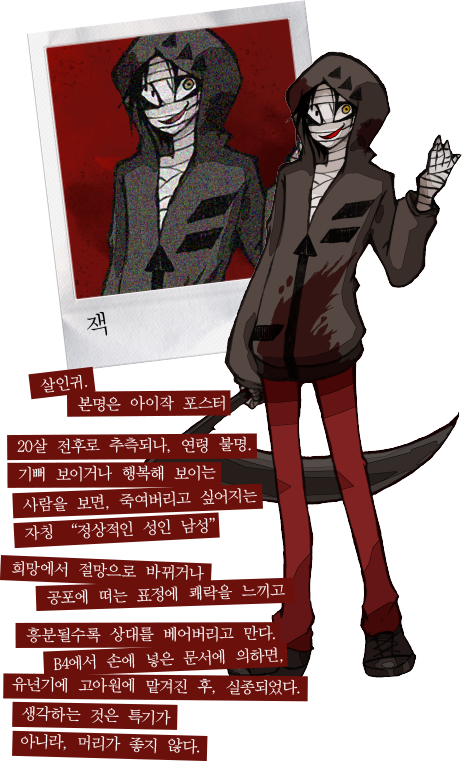 잭
살인귀.
본명은 아이작 포스터
20살 전후로 추측되나, 연령 불명.
기뻐 보이거나 행복해 보이는
사람을 보면, 죽여버리고 싶어지는
자칭 “정상적인 성인 남성”
희망에서 절망으로 바뀌거나
공포에 떠는 표정에 쾌락을 느끼고
흥분될수록 상대를 베어버리고 만다.
B4에서 손에 넣은 문서에 의하면,
유년기에 고아원에 맡겨진 후, 실종되었다.
생각하는 것은 특기가
아니라, 머리가 좋지 않다.